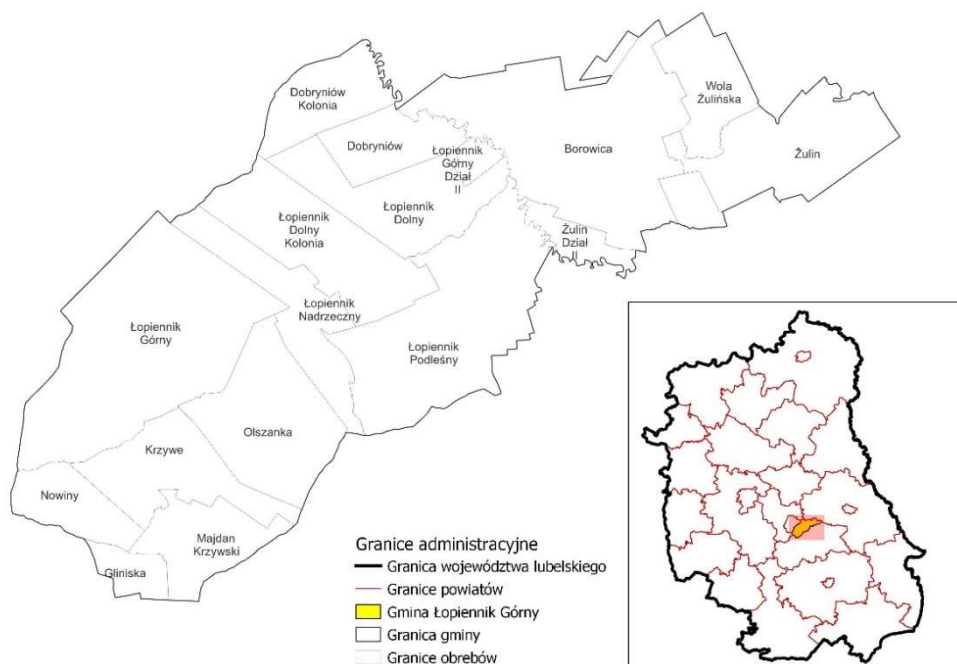 Dobryniów
Kolonia
Wola
Żulińska
Dobryniów
Łopiennik
Górny
Dział
II
Borowica
Żulin
Łopiennik
Dolny
Łopiennik
Dolny
Kolonia
Żulin
Dział
II
Łopiennik
Nadrzeczny
Łopiennik
Górny
Łopiennik
Podleśny
Olszanka
Krzywe
Nowiny
Majdan
Krzywski
Gliniska
Granice administracyjne
Granica województwa lubelskiego
Granice powiatów
Gmina Łopiennik Górny
Granica gminy
Granice obrębów